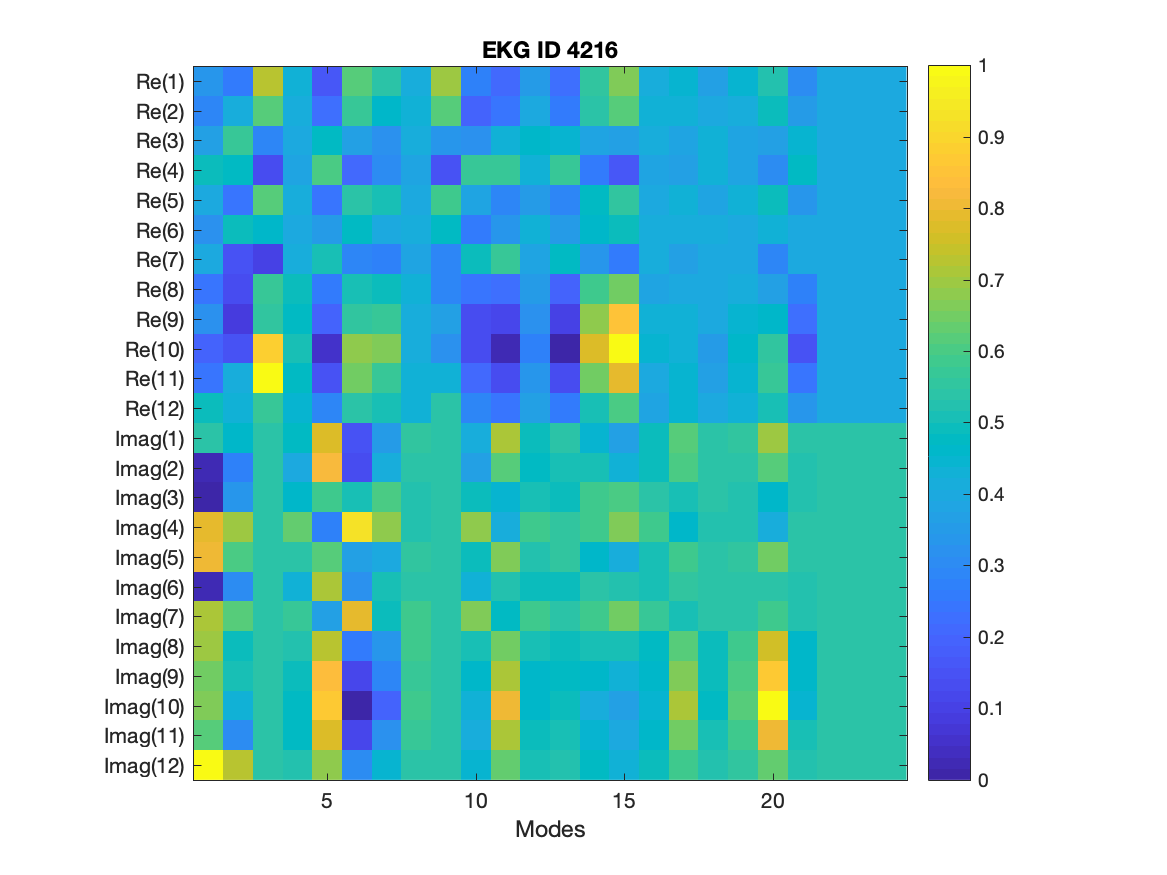 EKG ID 4216
Re(1)
Re(2)
Re(3)
Re(4)
Re(5)
Re(6)
Re(7)
Re(8)
Re(9)
Re(10)
Re(11)
Re(12)
Imag(1)
Imag(2)
Imag(3)
Imag(4)
Imag(5)
Imag(6)
Imag(7)
Imag(8)
Imag(9)
Imag(10)
Imag(11)
Imag(12)
5 10 15 20
Modes
1
0.9
0.8
0.7
0.6
0.5
0.4
0.3
0.2
0.1
0